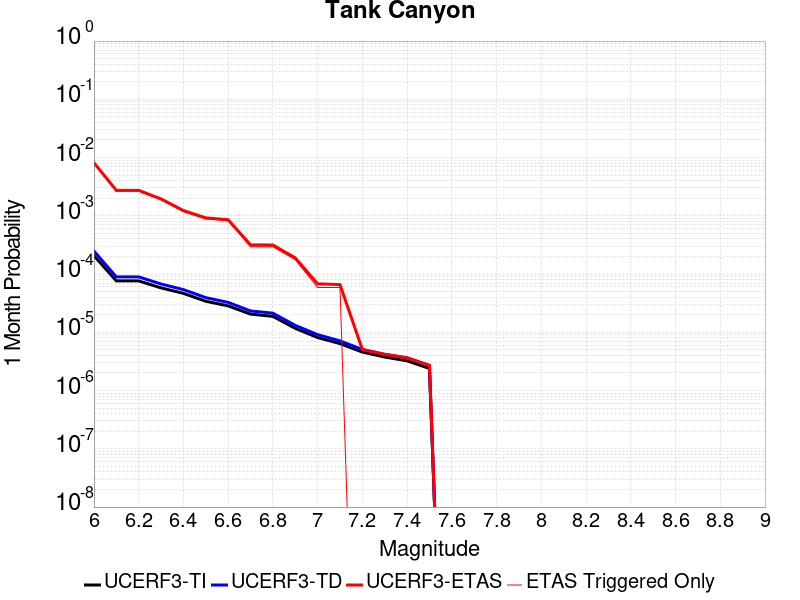 Tank Canyon
1 Month Probability
10^0
10^-1
10^-2
10^-3
10^-4
10^-5
10^-6
10^-7
10^-8
6 6.2 6.4 6.6 6.8 7 7.2 7.4 7.6 7.8 8 8.2 8.4 8.6 8.8 9
Magnitude
UCERF3-TI UCERF3-TD UCERF3-ETAS ETAS Triggered Only